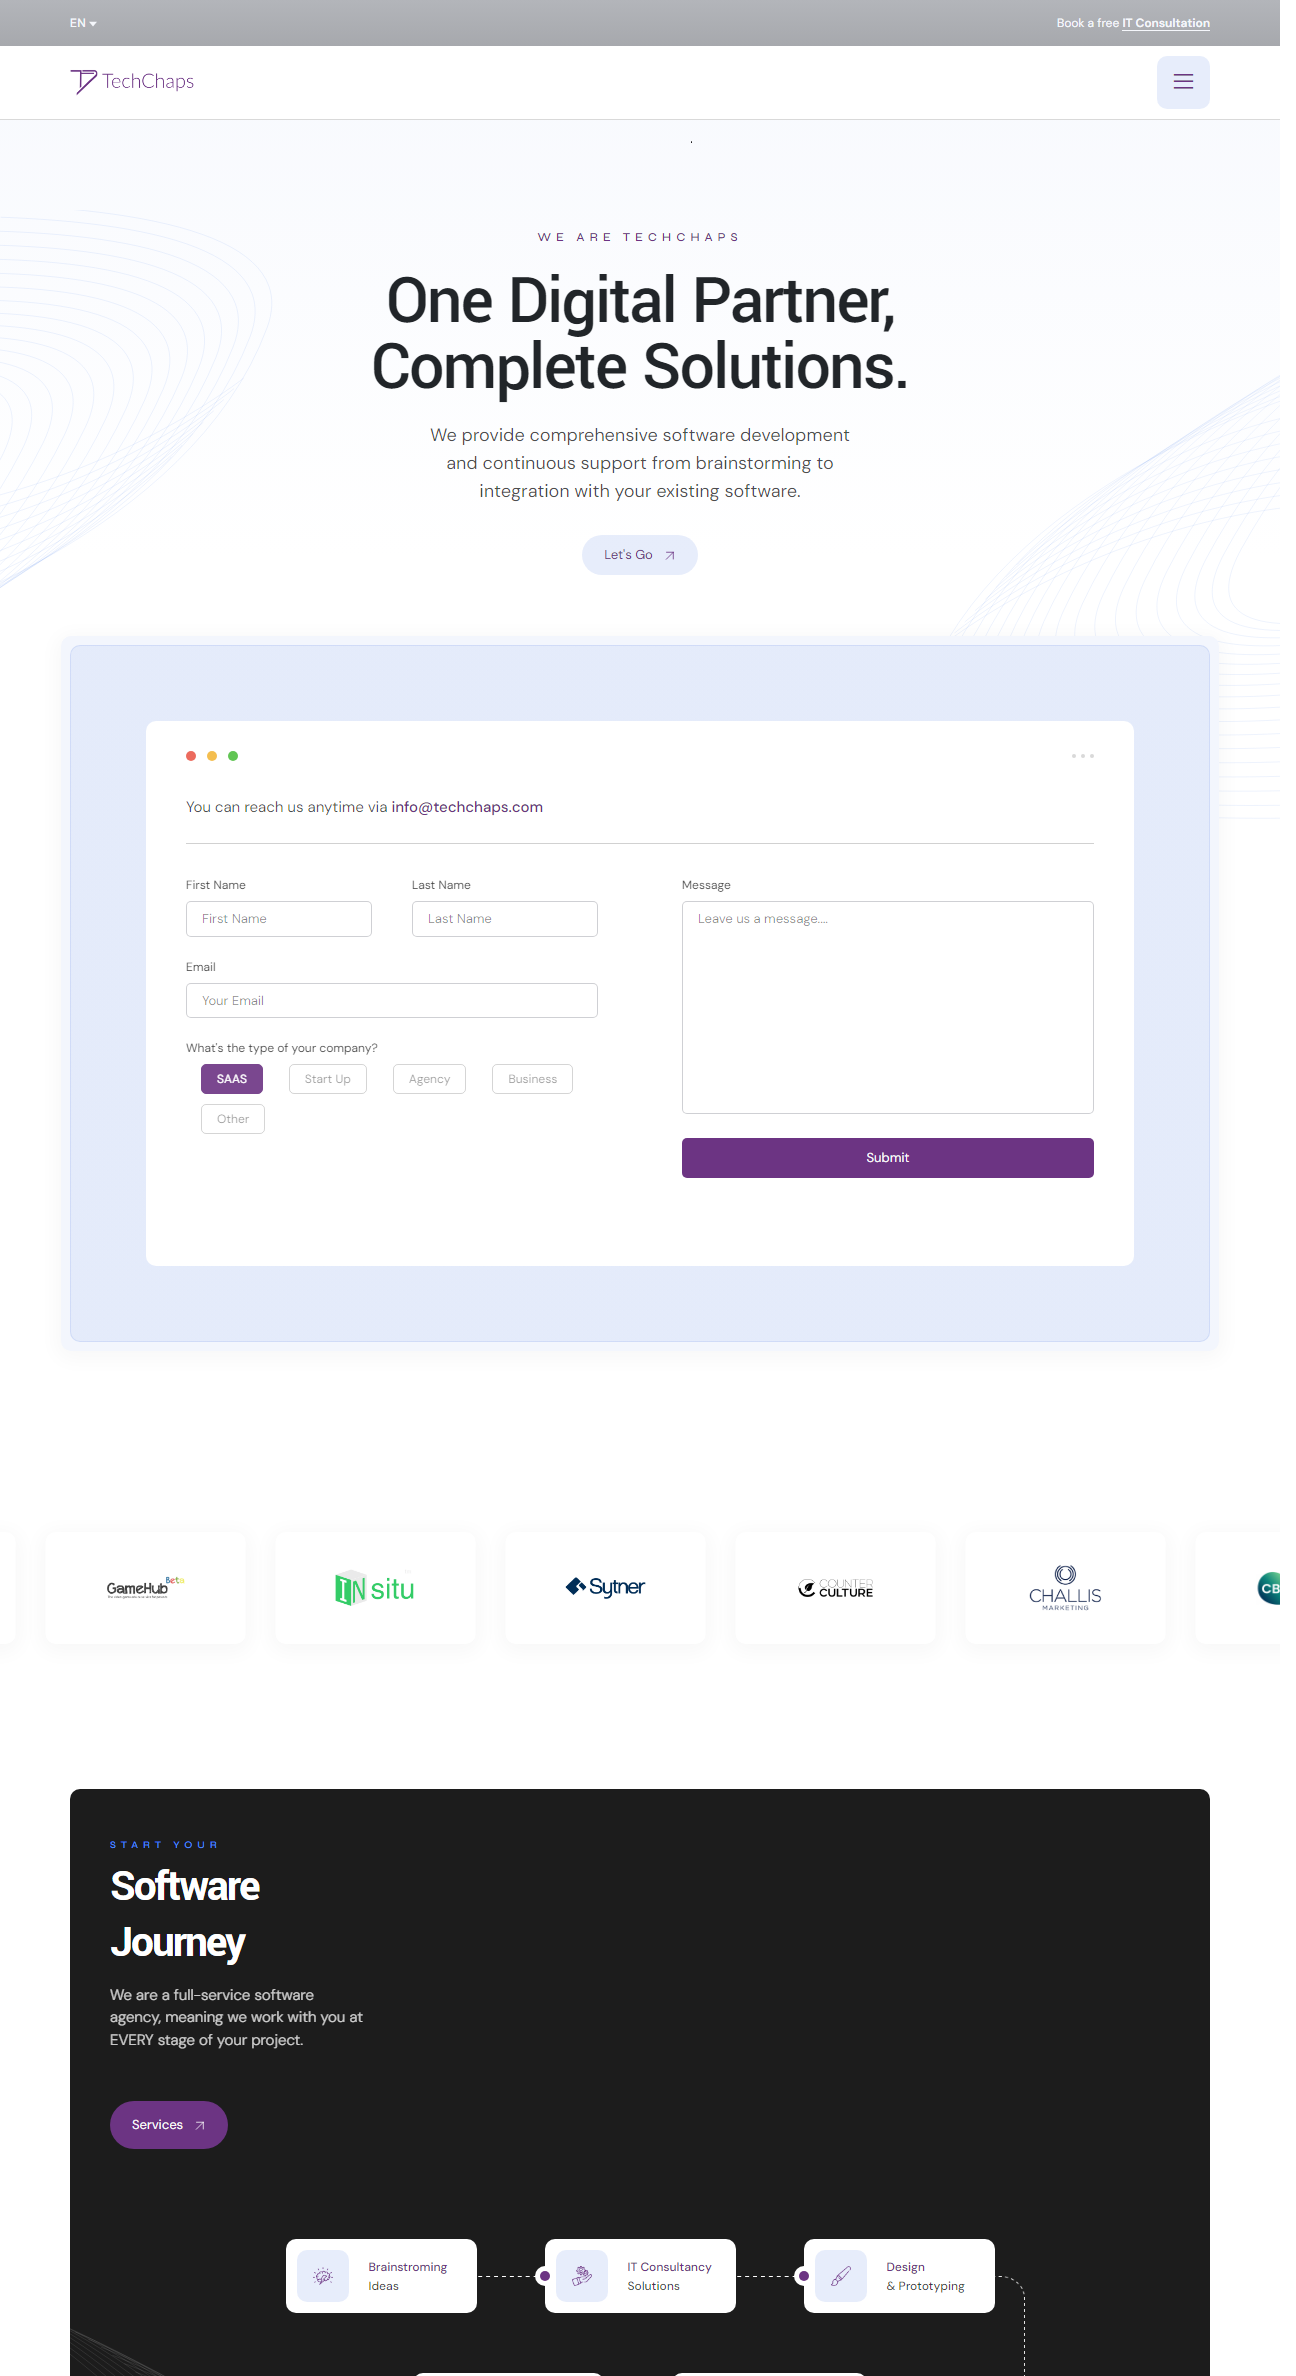 EN
Book a free IT Consultation
TechChaps
WE ARE TECHCHAPS
One Digital Partner,
Complete Solutions.
We provide comprehensive software development
and continuous support from brainstorming to
integration with your existing software.
Let's Go
You can reach us anytime via info@techchaps.com
First Name
Last Name
Message
First Name
Last Name
Leave us a message....
Email
Your Email
What's the type of your company?
SAAS
Start Up
Agency
Business
Other
Submit
GameHub Beta
IN situ
Sytner
COUNTER
CULTURE
CHALLIS
MARKETING
CB
START YOUR
Software
Journey
We are a full-service software
agency, meaning we work with you at
EVERY stage of your project.
Services
Brainstroming
Ideas
IT Consultancy
Solutions
Design
& Prototyping